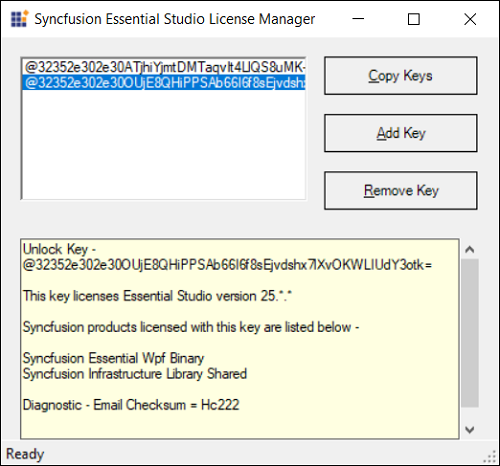 Syncfusion Essential Studio License Manager
@32352e302e30ATjhiYjmtDMTaqvIt4LlQS8uMK-
@32352e302e30OUjE8QHiPPSAb66I6f8sEjvdshx
Copy Keys
Add Key
Remove Key
Unlock Key -
@32352e302e30OUjE8QHiPPSAb66I6f8sEjvdshx7IXvOKWLIUdY3otk=
This key licenses Essential Studio version 25.*.*
Syncfusion products licensed with this key are listed below -
Syncfusion Essential Wpf Binary
Syncfusion Infrastructure Library Shared
Diagnostic - Email Checksum = Hc222
Ready